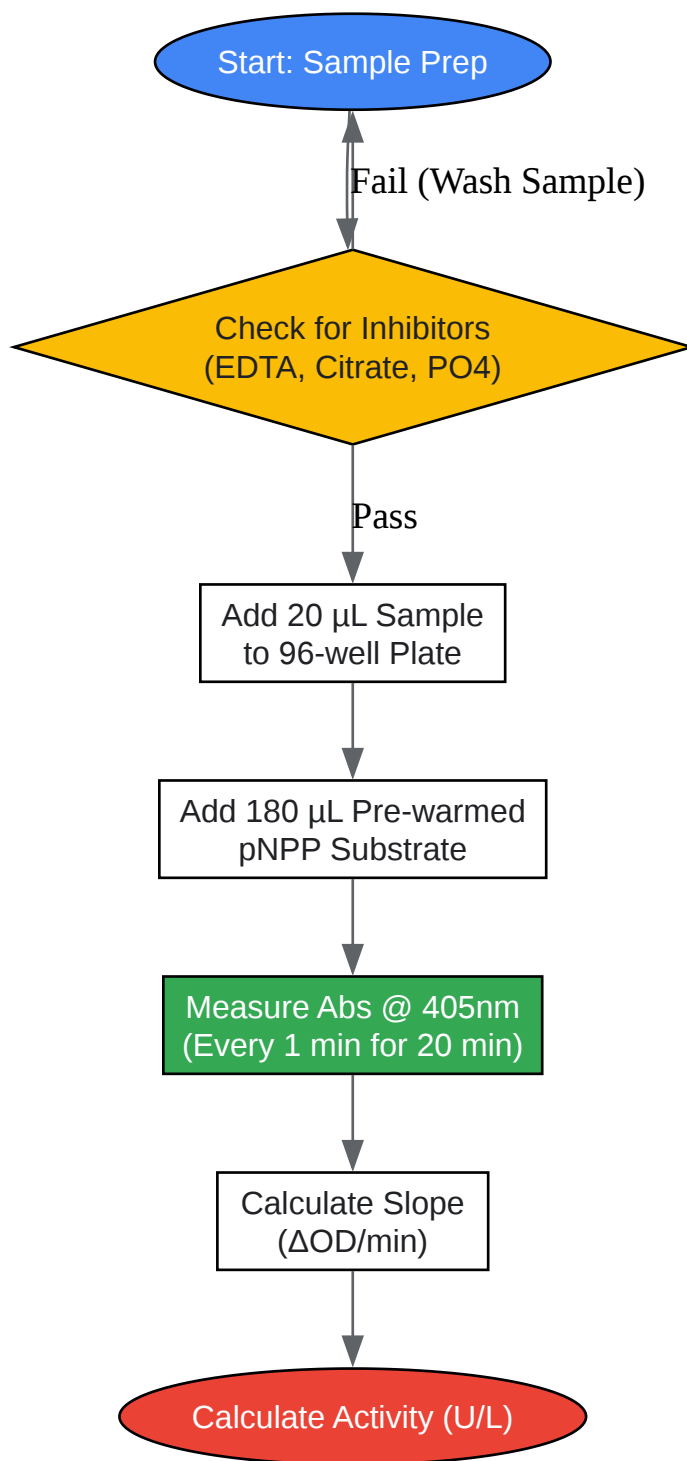 Start: Sample Prep
Fail (Wash Sample)
Check for Inhibitors
(EDTA, Citrate, PO4)
Pass
Add 20 µL Sample
to 96-well Plate
Add 180 µL Pre-warmed
pNPP Substrate
Measure Abs @ 405nm
(Every 1 min for 20 min)
Calculate Slope
(ΔOD/min)
Calculate Activity (U/L)